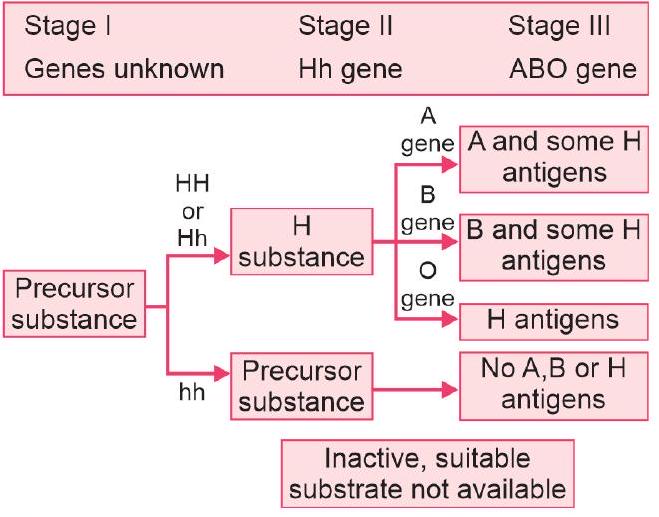 Stage I Stage II Stage III
Genes unknown Hh gene ABO gene
A
gene
A and some H
antigens
HH
or
Hh
H
substance
B
gene
B and some H
antigens
Precursor
substance
O
gene
H antigens
hh
Precursor
substance
No A,B or H
antigens
Inactive, suitable
substrate not available